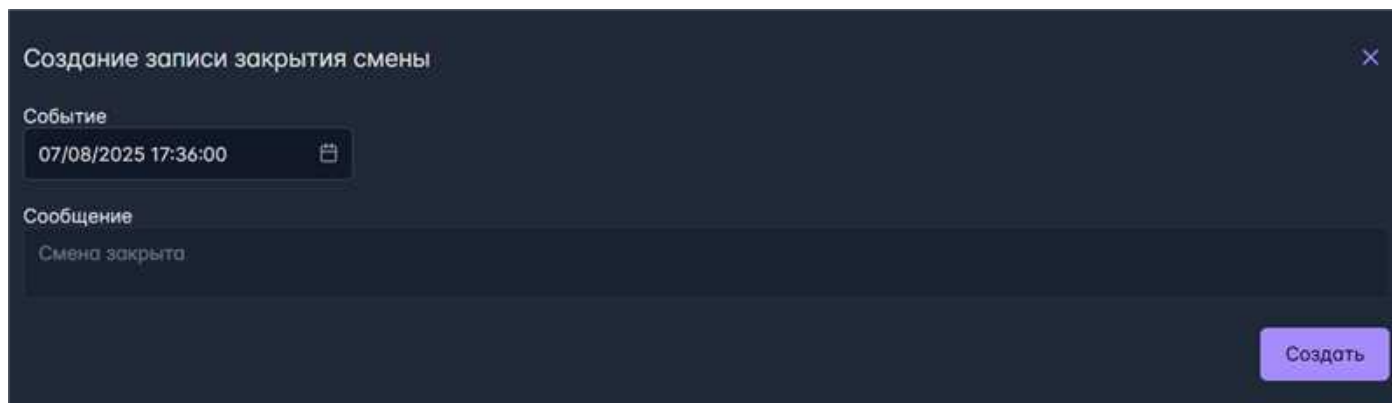 Создание записи закрытия смены
Событие
07/08/2025 17:36:00
Сообщение
Смена закрыта
Создать